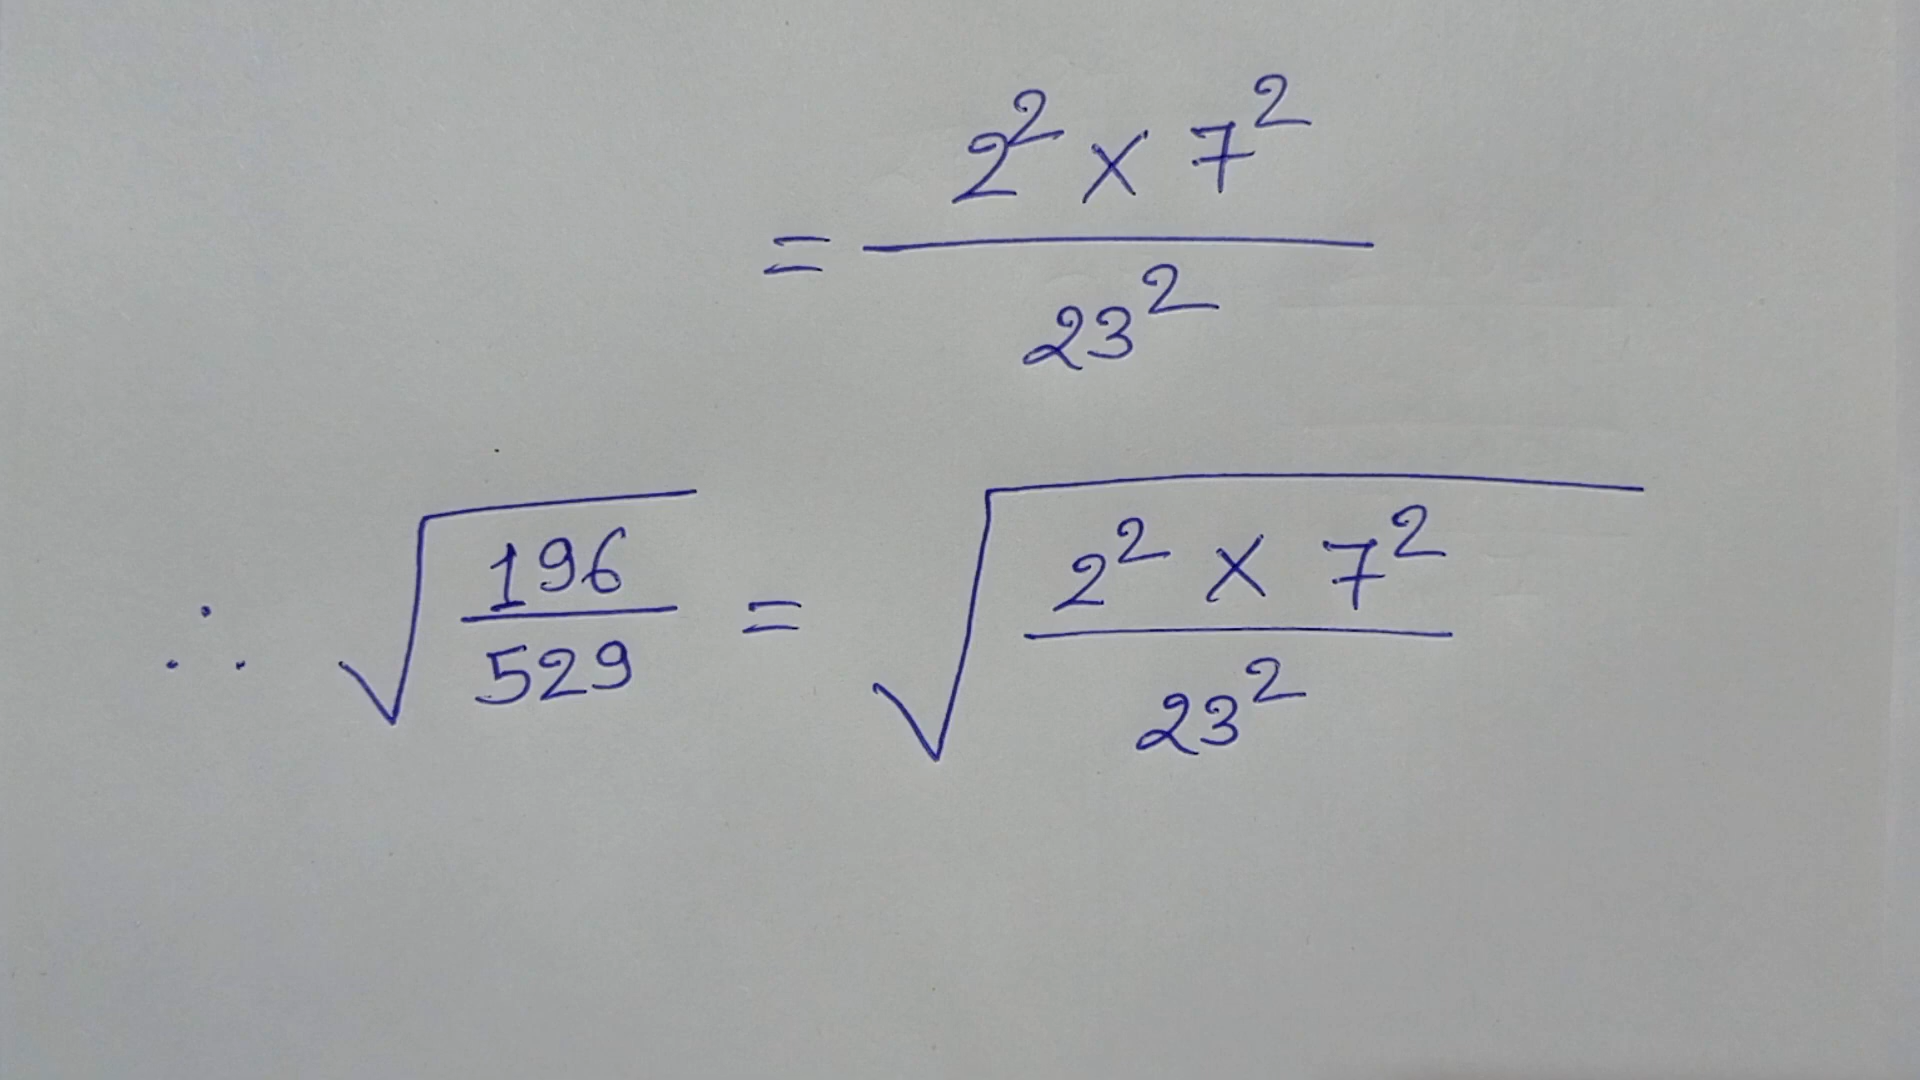 = 2² × 7² / 23²
∴ √(196 / 529) = √(2² × 7² / 23²)